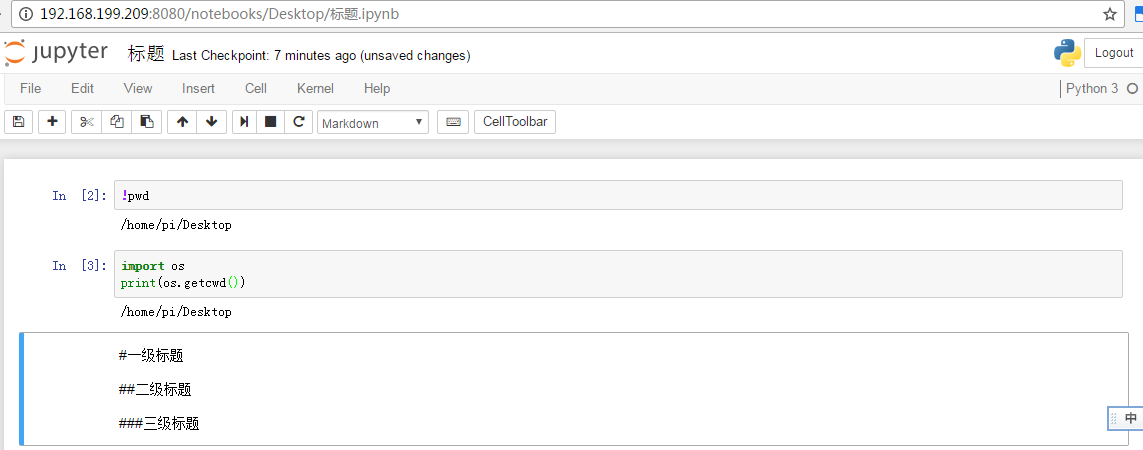 192.168.199.209:8080/notebooks/Desktop/标题.ipynb
jupyter 标题 Last Checkpoint: 7 minutes ago (unsaved changes) Logout
File Edit View Insert Cell Kernel Help Python 3
Markdown CellToolbar
In [2]: !pwd
/home/pi/Desktop
In [3]: import os
print(os.getcwd())
/home/pi/Desktop
#一级标题
##二级标题
###三级标题
中